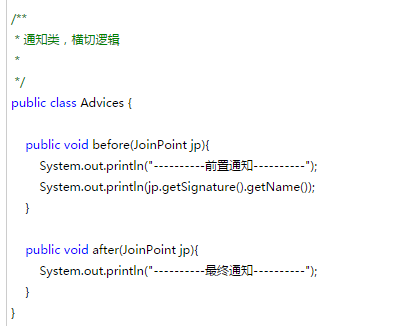 /**
 * 通知类，横切逻辑
 *
 */
public class Advices {
    public void before(JoinPoint jp){
        System.out.println("----------前置通知----------");
        System.out.println(jp.getSignature().getName());
    }
    public void after(JoinPoint jp){
        System.out.println("----------最终通知----------");
    }
}